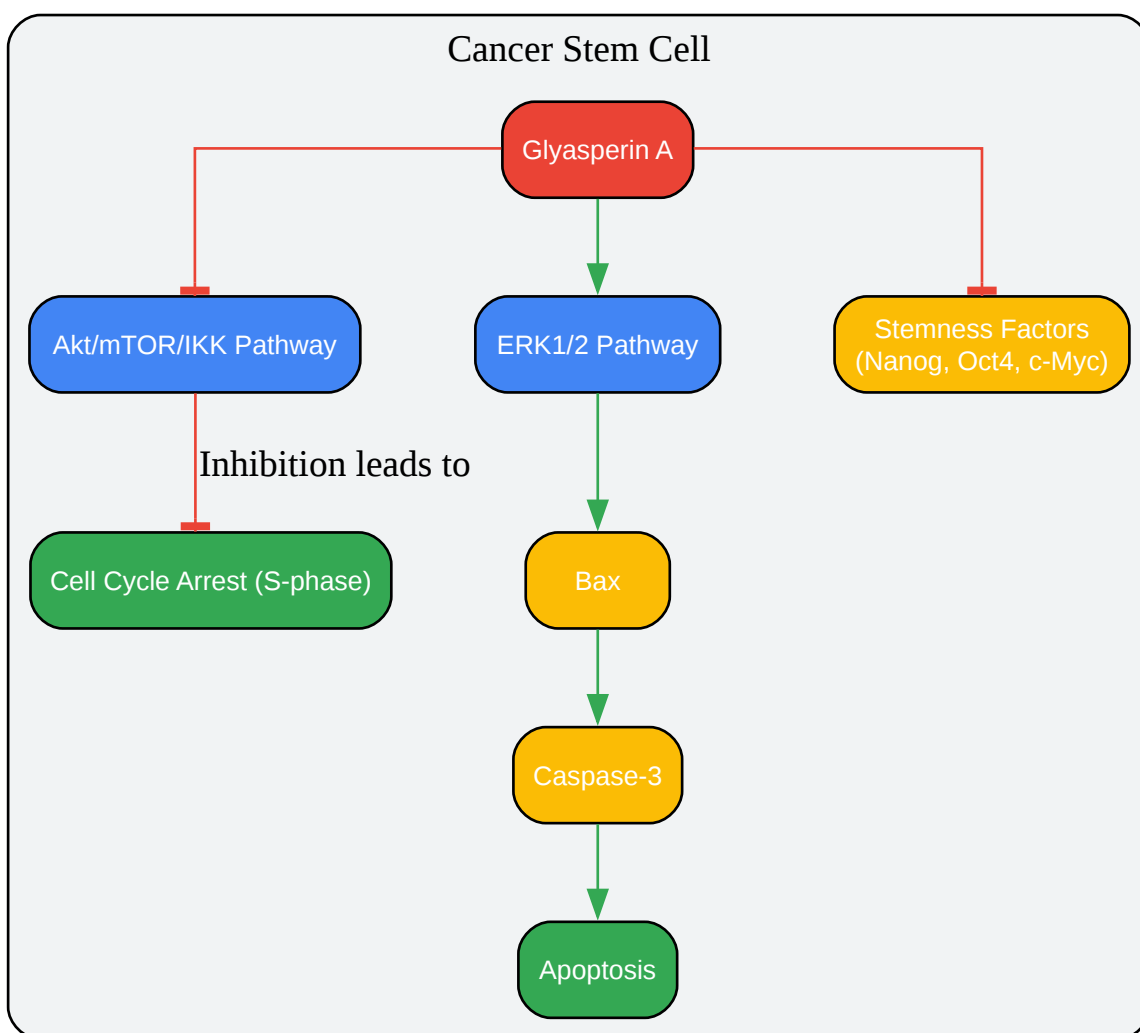 Cancer Stem Cell
Glyasperin A
Akt/mTOR/IKK Pathway
ERK1/2 Pathway
Stemness Factors
(Nanog, Oct4, c-Myc)
Inhibition leads to
Cell Cycle Arrest (S-phase)
Bax
Caspase-3
Apoptosis